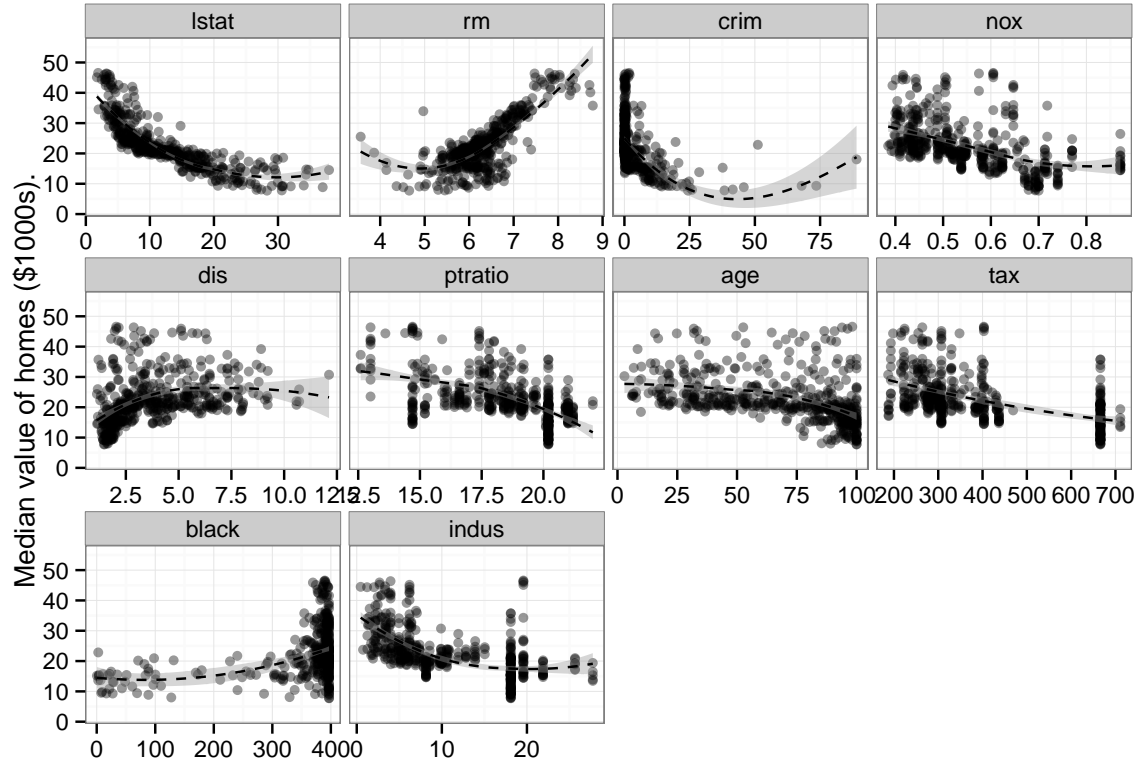 lstat rm crim nox
50
40
30
20
10
0
0 10 20 30 4 5 6 7 8 9 0 25 50 75 0.4 0.5 0.6 0.7 0.8
dis ptratio age tax
50
40
30
20
10
0
2.5 5.0 7.5 10.0 12.5 12.5 15.0 17.5 20.0 0 25 50 75 100 200 300 400 500 600 700
black indus
50
40
30
20
10
0
0 100 200 300 400 0 10 20
Median value of homes ($1000s).